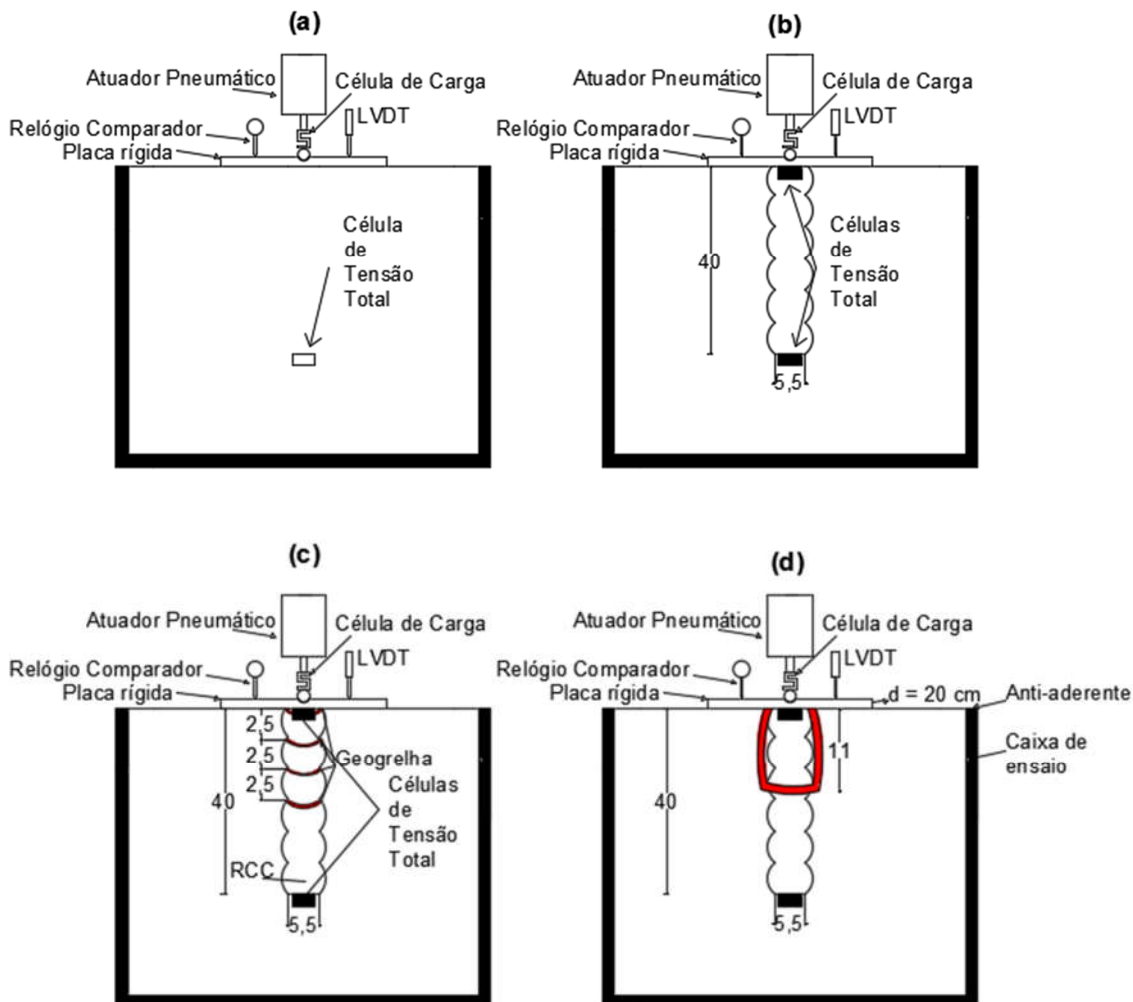 (a)
Atuador Pneumático
Célula de Carga
LVDT
Relógio Comparador
Placa rígida
Célula
de
Tensão
Total
(b)
Atuador Pneumático
Célula de Carga
LVDT
Relógio Comparador
Placa rígida
Células
de
Tensão
Total
40
5,5
(c)
Atuador Pneumático
Célula de Carga
LVDT
Relógio Comparador
Placa rígida
2,5
2,5
2,5
Geogrelha
Células
de
Tensão
Total
40
RCC
5,5
(d)
Atuador Pneumático
Célula de Carga
LVDT
Relógio Comparador
Placa rígida
d = 20 cm
Anti-aderente
Caixa de
ensaio
11
40
5,5